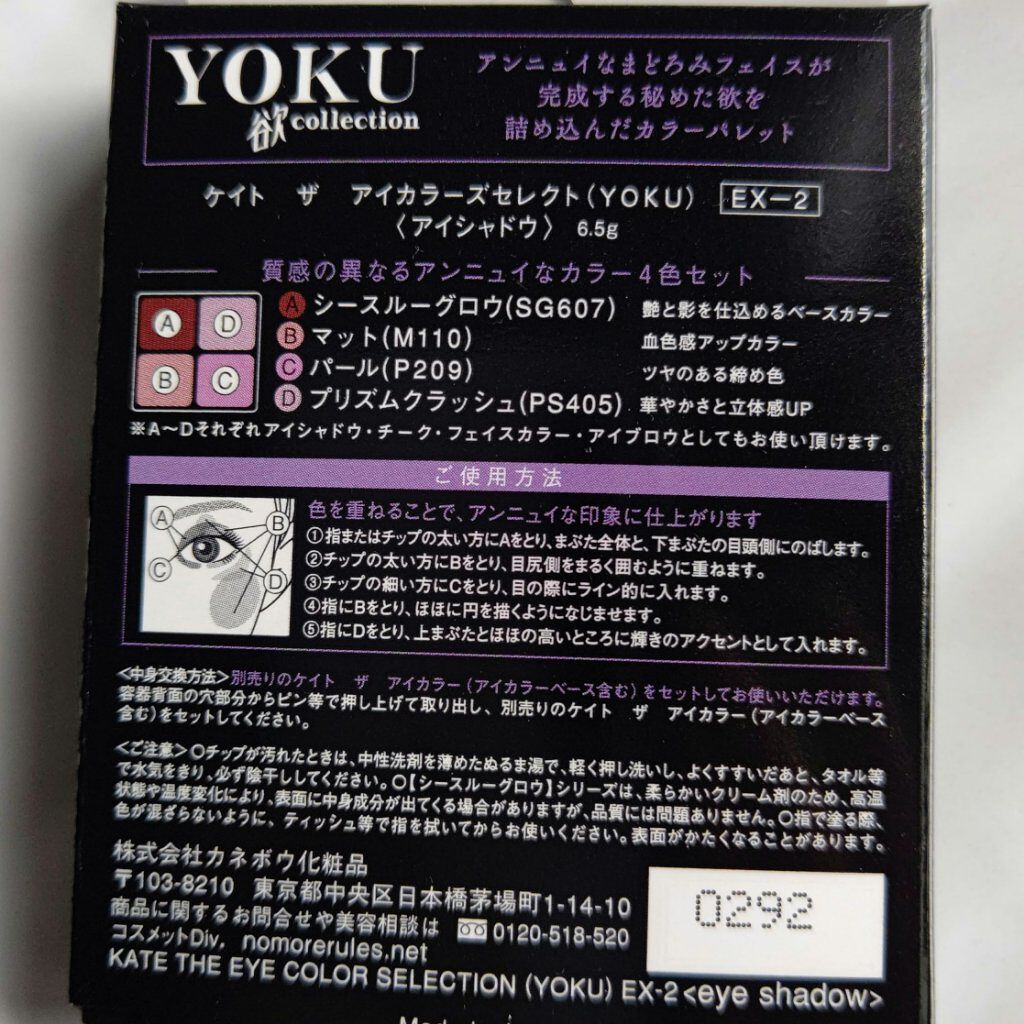 YOKU
欲collection
アンニュイなまどろみフェイスが
完成する秘めた欲を
詰め込んだカラーパレット
ケイト ザ アイカラーズセレクト(YOKU) EX-2
〈アイシャドウ〉 6.5g
質感の異なるアンニュイなカラー4色セット
A D
B C
A シースルーグロウ(SG607) 艶と影を仕込めるベースカラー
B マット(M110) 血色感アップカラー
C パール(P209) ツヤのある締め色
D プリズムクラッシュ(PS405) 華やかさと立体感UP
※A～Dそれぞれアイシャドウ・チーク・フェイスカラー・アイブロウとしてもお使い頂けます。
ご使用方法
A B
C D
色を重ねることで、アンニュイな印象に仕上がります
①指またはチップの太い方にAをとり、まぶた全体と、下まぶたの目頭側にのばします。
②チップの太い方にBをとり、目尻側をまるく囲むように重ねます。
③チップの細い方にCをとり、目の際にライン的に入れます。
④指にBをとり、ほほに円を描くようになじませます。
⑤指にDをとり、上まぶたとほほの高いところに輝きのアクセントとして入れます。
<中身交換方法>別売りのケイト ザ アイカラー(アイカラーベース含む)をセットしてお使いいただけます。
容器背面の穴部分からピン等で押し上げて取り出し、別売りのケイト ザ アイカラー(アイカラーベース
含む)をセットしてください。
<ご注意>○チップが汚れたときは、中性洗剤を薄めたぬるま湯で、軽く押し洗いし、よくすすいだあと、タオル等
で水気をきり、必ず陰干ししてください。○【シースルーグロウ】シリーズは、柔らかいクリーム剤のため、高温
状態や温度変化により、表面に中身成分が出てくる場合がありますが、品質には問題ありません。○指で塗る際、
色が混ざらないように、ティッシュ等で指を拭いてからお使いください。表面がかたくなることがあります。
株式会社カネボウ化粧品
〒103-8210 東京都中央区日本橋茅場町1-14-10
商品に関するお問合せや美容相談は 0120-518-520
コスメットDiv. nomorerules.net
KATE THE EYE COLOR SELECTION (YOKU) EX-2<eye shadow>
0292